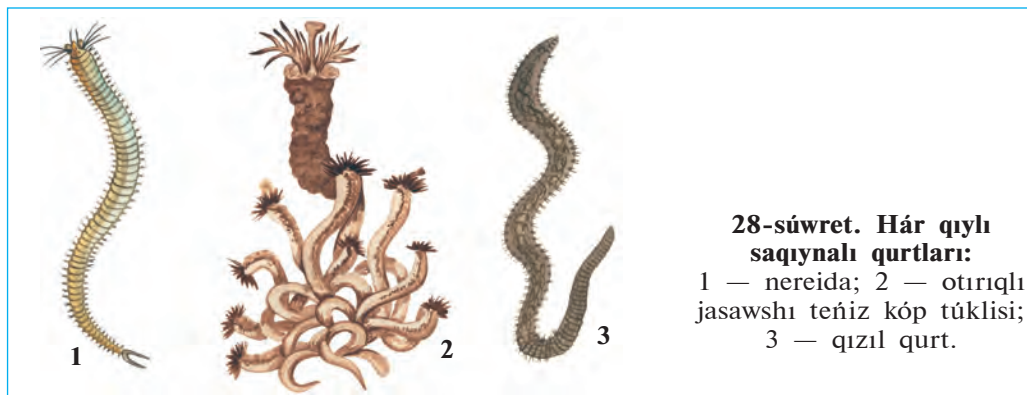 1
2
3
28-súwret. Hár qıylı
saqıynalı qurtları:
1 — nereida; 2 — otırıqlı
jasawshı teńiz kóp túklisi;
3 — qızıl qurt.